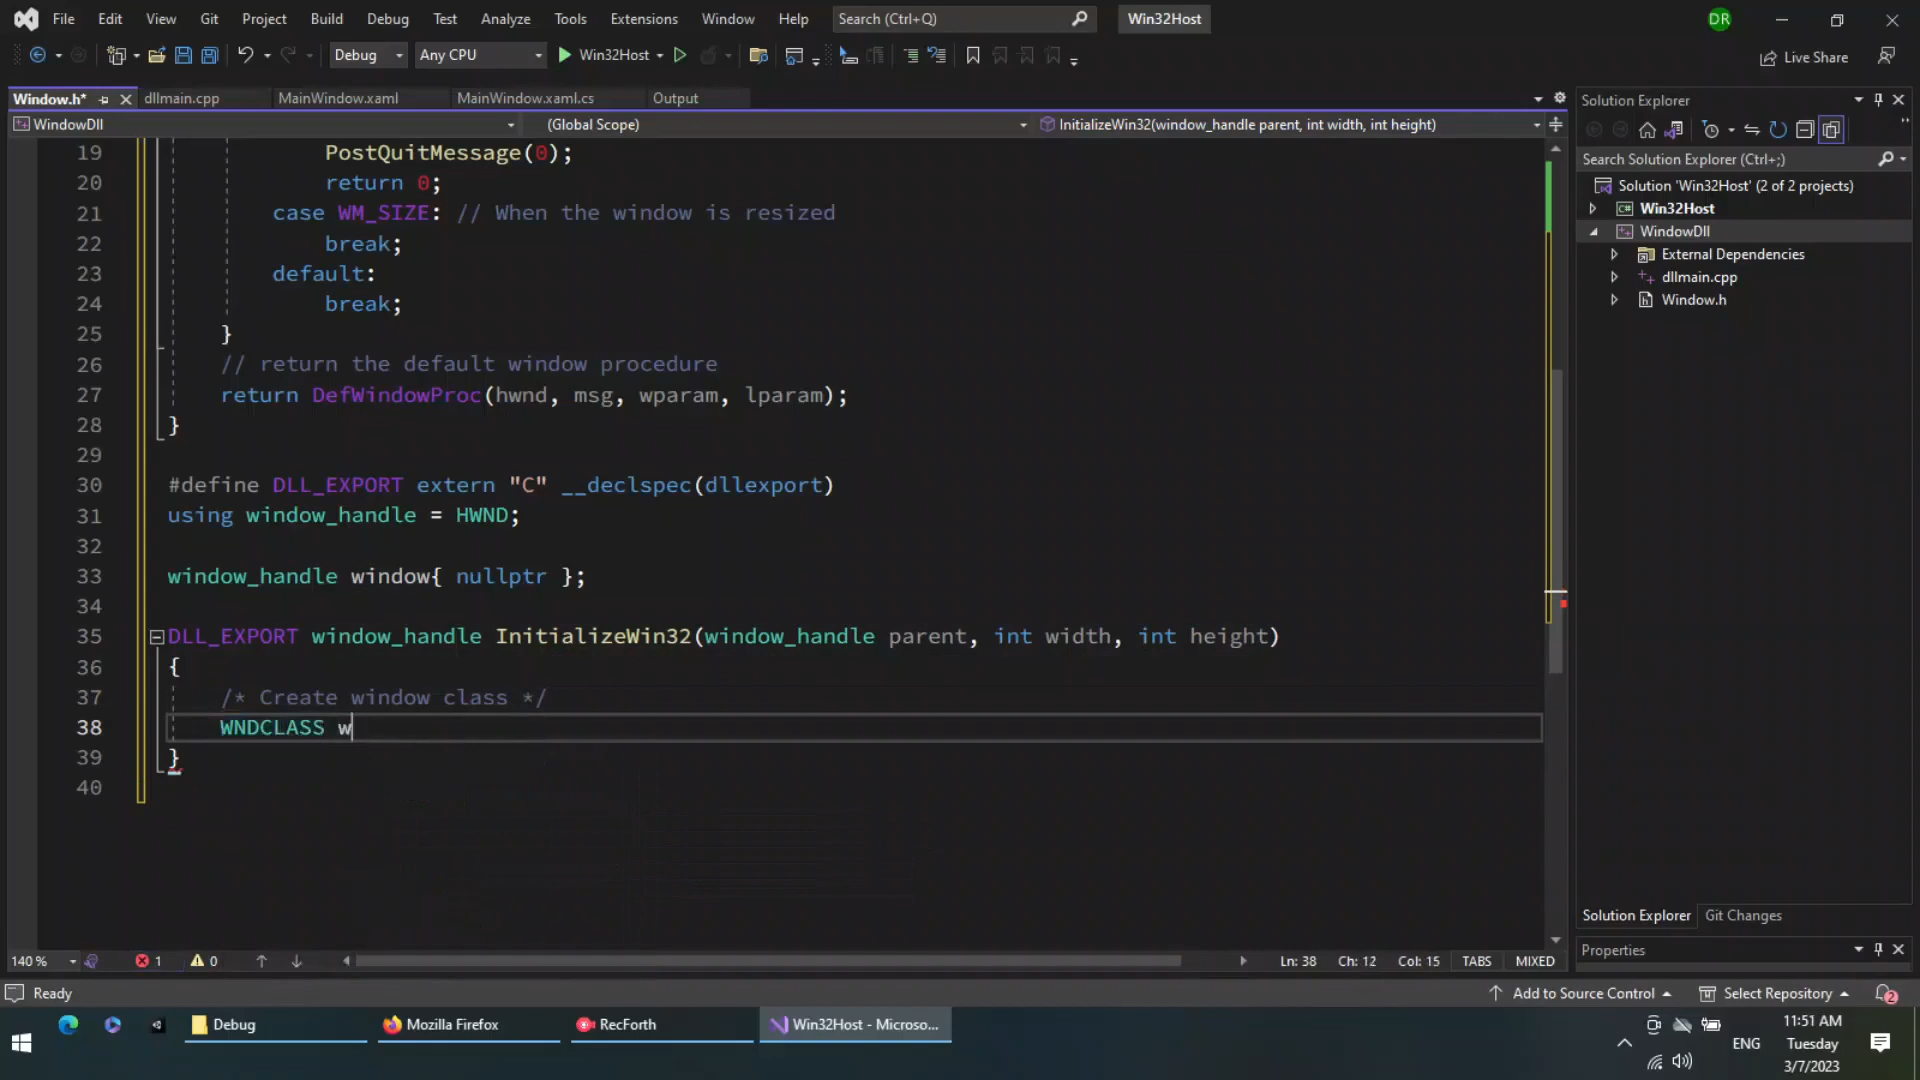 File Edit View Git Project Build Debug Test Analyze Tools Extensions Window Help Search (Ctrl+Q) Win32Host DR
Debug Any CPU Win32Host Live Share
Window.h* dllmain.cpp MainWindow.xaml MainWindow.xaml.cs Output
WindowDll (Global Scope) InitializeWin32(window_handle parent, int width, int height)
19 PostQuitMessage(0);
20 return 0;
21 case WM_SIZE: // When the window is resized
22 break;
23 default:
24 break;
25 }
26 // return the default window procedure
27 return DefWindowProc(hwnd, msg, wparam, lparam);
28 }
29
30 #define DLL_EXPORT extern "C" __declspec(dllexport)
31 using window_handle = HWND;
32
33 window_handle window{ nullptr };
34
35 DLL_EXPORT window_handle InitializeWin32(window_handle parent, int width, int height)
36 {
37 /* Create window class */
38 WNDCLASS w
39 }
40
140 % 1 0 Ln: 38 Ch: 12 Col: 15 TABS MIXED
Solution Explorer
Search Solution Explorer (Ctrl+;)
Solution 'Win32Host' (2 of 2 projects)
C# Win32Host
WindowDll
External Dependencies
dllmain.cpp
Window.h
Solution Explorer Git Changes
Properties
Ready Add to Source Control Select Repository 2
Debug Mozilla Firefox RecForth Win32Host - Microso...
ENG
11:51 AM
Tuesday
3/7/2023